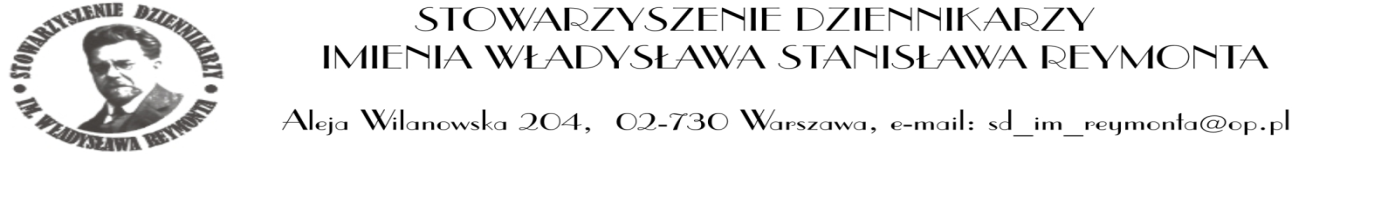 STOWARZYSZENIE DZIENNIKARZY
IM. WŁADYSŁAWA REYMONTA
STOWARZYSZENIE DZIENNIKARZY
IMIENIA WŁADYSŁAWA STANISŁAWA REYMONTA
Aleja Wilanowska 204, 02-730 Warszawa, e-mail: sd_im_reymonta@op.pl